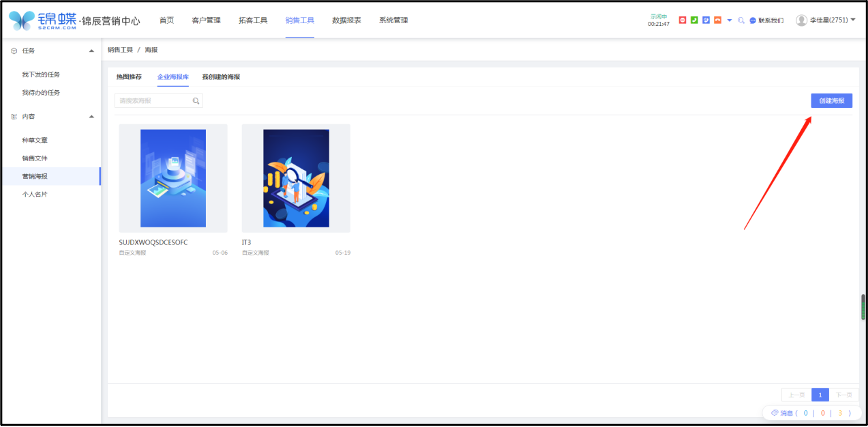 锦蝶
SZCRM.COM
·锦辰营销中心
首页
客户管理
拓客工具
销售工具
数据报表
系统管理
00:21:47
联系我们
李佳星(2751)
任务
我下发的任务
我待办的任务
内容
种草文章
销售文件
营销海报
个人名片
销售工具 / 海报
热图推荐
企业海报库
我创建的海报
请搜索海报
创建海报
SUJDXWOQSDCESOFC
自定义海报
05-06
JT3
自定义海报
05-19
上一页
1
下一页
消息 ( 0 | 0 | 3 )